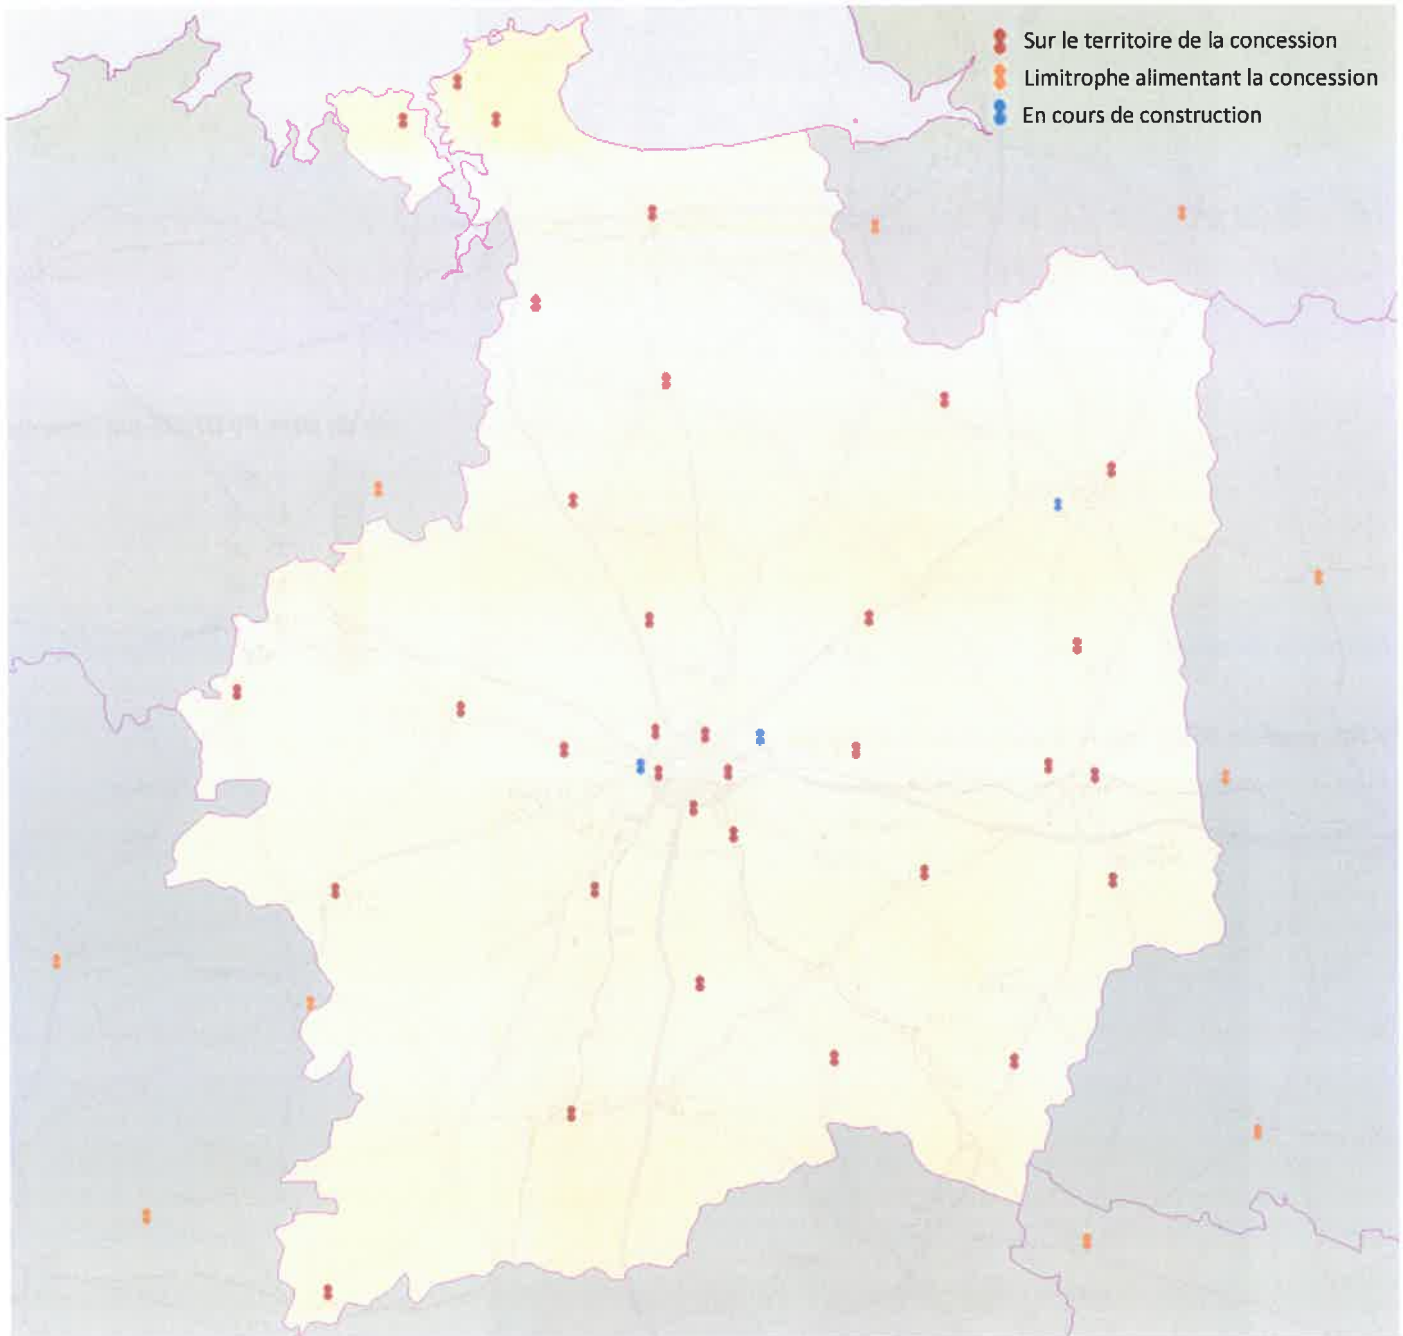 Sur le territoire de la concession
Limitrophe alimentant la concession
En cours de construction